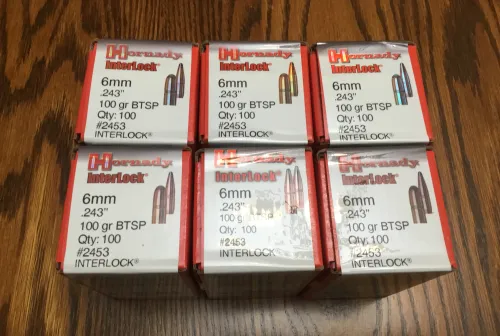 Hornady
InterLock®
6mm
.243"
100 gr BTSP
Qty: 100
#2453
INTERLOCK®
Hornady
InterLock®
6mm
.243"
100 gr BTSP
Qty: 100
#2453
INTERLOCK®
Hornady
InterLock®
6mm
.243"
100 gr BTSP
Qty: 100
#2453
INTERLOCK®
Hornady
InterLock®
6mm
.243"
100 gr BTSP
Qty: 100
#2453
INTERLOCK®
Hornady
InterLock®
6mm
.243"
100 gr
Qty: 100
#2453
INTERLOCK®
Hornady
InterLock®
6mm
.243"
100 gr BTSP
Qty: 100
#2453
INTERLOCK®